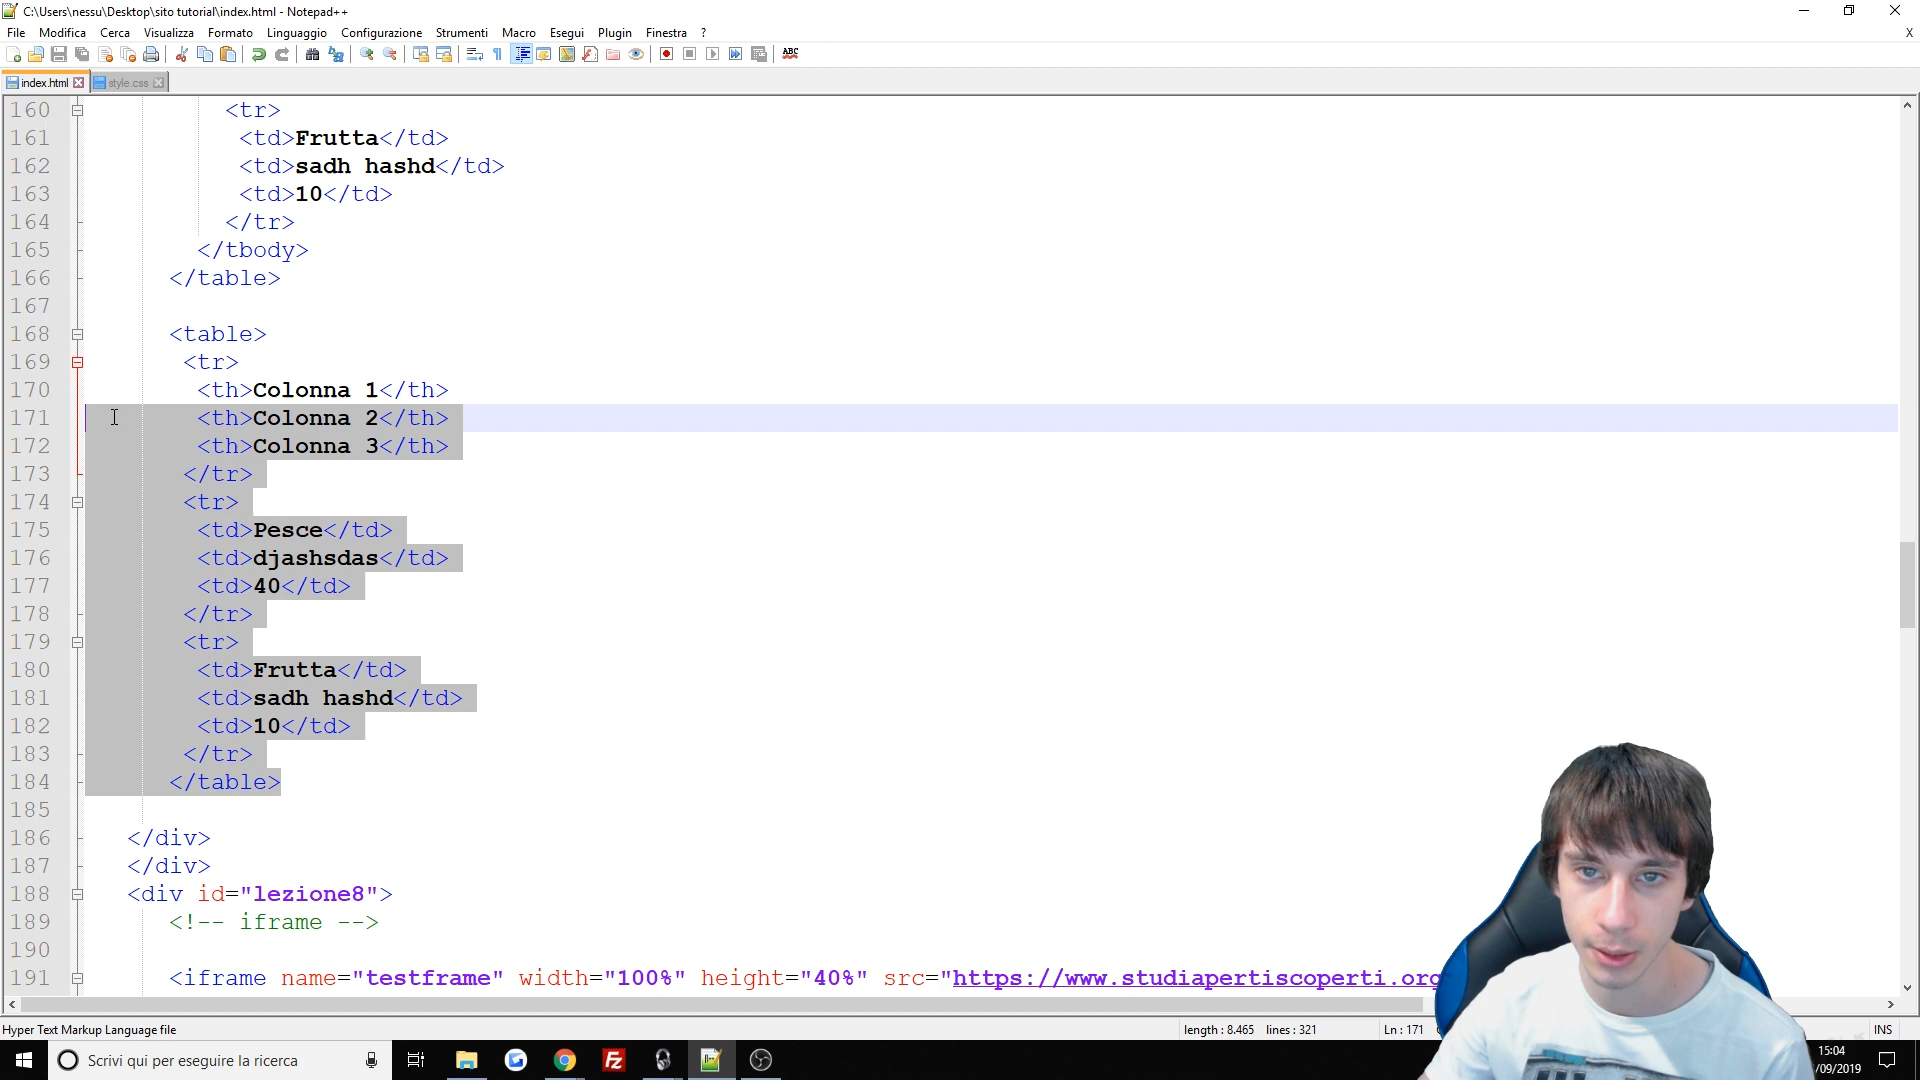 C:\Users\nessu\Desktop\sito tutorial\index.html - Notepad++
File Modifica Cerca Visualizza Formato Linguaggio Configurazione Strumenti Macro Esegui Plugin Finestra ? X
ABC
index.html style.css
160 <tr>
161 <td>Frutta</td>
162 <td>sadh hashd</td>
163 <td>10</td>
164 </tr>
165 </tbody>
166 </table>
167
168 <table>
169 <tr>
170 <th>Colonna 1</th>
171 <th>Colonna 2</th>
172 <th>Colonna 3</th>
173 </tr>
174 <tr>
175 <td>Pesce</td>
176 <td>djashsdas</td>
177 <td>40</td>
178 </tr>
179 <tr>
180 <td>Frutta</td>
181 <td>sadh hashd</td>
182 <td>10</td>
183 </tr>
184 </table>
185
186 </div>
187 </div>
188 <div id="lezione8">
189 <!-- iframe -->
190
191 <iframe name="testframe" width="100%" height="40%" src="https://www.studiapertiscoperti.org
Hyper Text Markup Language file length : 8.465 lines : 321 Ln : 171 INS
Scrivi qui per eseguire la ricerca
15:04
/09/2019